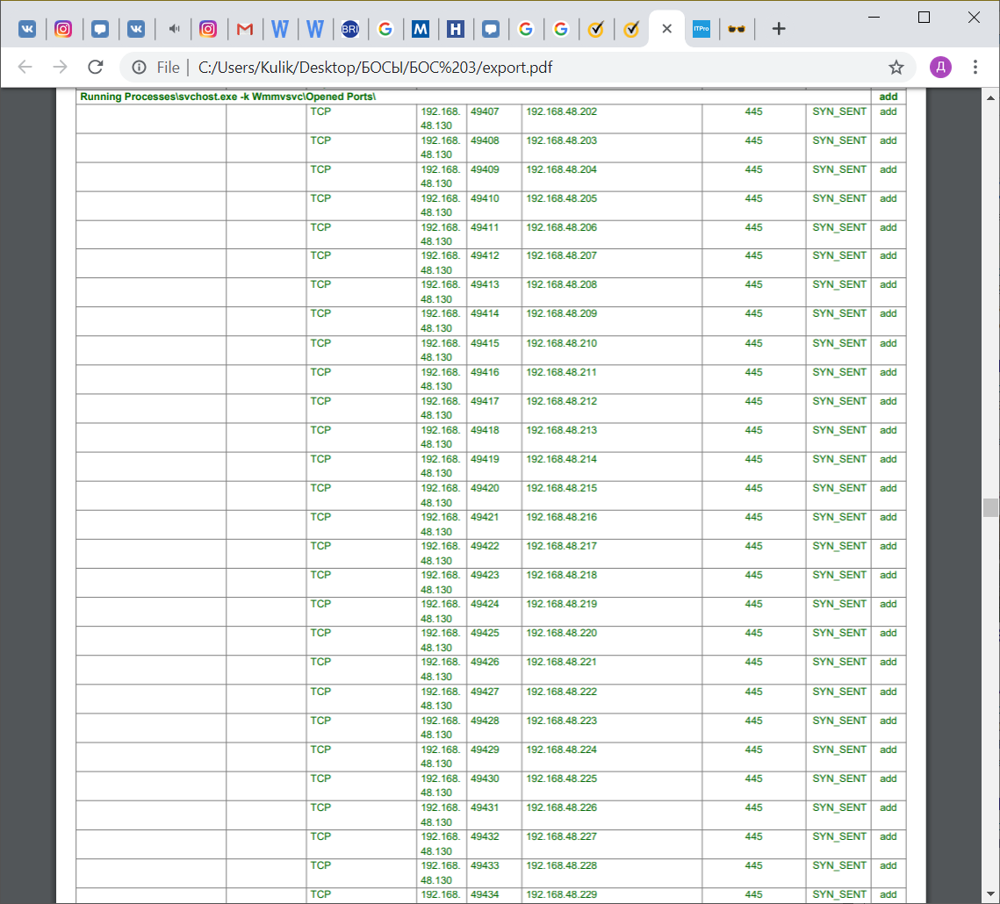 W W BRI M H ITPro
File | C:/Users/Kulik/Desktop/БОСЫ/БОС%203/export.pdf Д
Running Processes\svchost.exe -k Wmmvsvc\Opened Ports\ add
TCP 192.168.48.130 49407 192.168.48.202 445 SYN_SENT add
TCP 192.168.48.130 49408 192.168.48.203 445 SYN_SENT add
TCP 192.168.48.130 49409 192.168.48.204 445 SYN_SENT add
TCP 192.168.48.130 49410 192.168.48.205 445 SYN_SENT add
TCP 192.168.48.130 49411 192.168.48.206 445 SYN_SENT add
TCP 192.168.48.130 49412 192.168.48.207 445 SYN_SENT add
TCP 192.168.48.130 49413 192.168.48.208 445 SYN_SENT add
TCP 192.168.48.130 49414 192.168.48.209 445 SYN_SENT add
TCP 192.168.48.130 49415 192.168.48.210 445 SYN_SENT add
TCP 192.168.48.130 49416 192.168.48.211 445 SYN_SENT add
TCP 192.168.48.130 49417 192.168.48.212 445 SYN_SENT add
TCP 192.168.48.130 49418 192.168.48.213 445 SYN_SENT add
TCP 192.168.48.130 49419 192.168.48.214 445 SYN_SENT add
TCP 192.168.48.130 49420 192.168.48.215 445 SYN_SENT add
TCP 192.168.48.130 49421 192.168.48.216 445 SYN_SENT add
TCP 192.168.48.130 49422 192.168.48.217 445 SYN_SENT add
TCP 192.168.48.130 49423 192.168.48.218 445 SYN_SENT add
TCP 192.168.48.130 49424 192.168.48.219 445 SYN_SENT add
TCP 192.168.48.130 49425 192.168.48.220 445 SYN_SENT add
TCP 192.168.48.130 49426 192.168.48.221 445 SYN_SENT add
TCP 192.168.48.130 49427 192.168.48.222 445 SYN_SENT add
TCP 192.168.48.130 49428 192.168.48.223 445 SYN_SENT add
TCP 192.168.48.130 49429 192.168.48.224 445 SYN_SENT add
TCP 192.168.48.130 49430 192.168.48.225 445 SYN_SENT add
TCP 192.168.48.130 49431 192.168.48.226 445 SYN_SENT add
TCP 192.168.48.130 49432 192.168.48.227 445 SYN_SENT add
TCP 192.168.48.130 49433 192.168.48.228 445 SYN_SENT add
TCP 192.168. 49434 192.168.48.229 445 SYN_SENT add